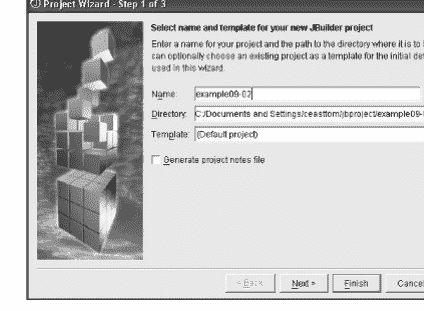 Project Wizard - Step 1 of 3
Select name and template for your new JBuilder project
Enter a name for your project and the path to the directory where it is to
can optionally choose an existing project as a template for the initial def
used in this wizard.
Name: example09-02
Directory: C:/Documents and Settings/ceasttom/jbproject/example09-
Template: (Default project)
Generate project notes file
< Back Next > Finish Cancel